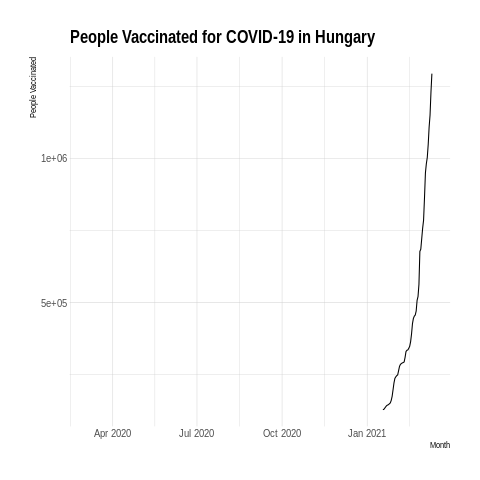 People Vaccinated for COVID-19 in Hungary
People Vaccinated
1e+06
5e+05
Apr 2020 Jul 2020 Oct 2020 Jan 2021
Month